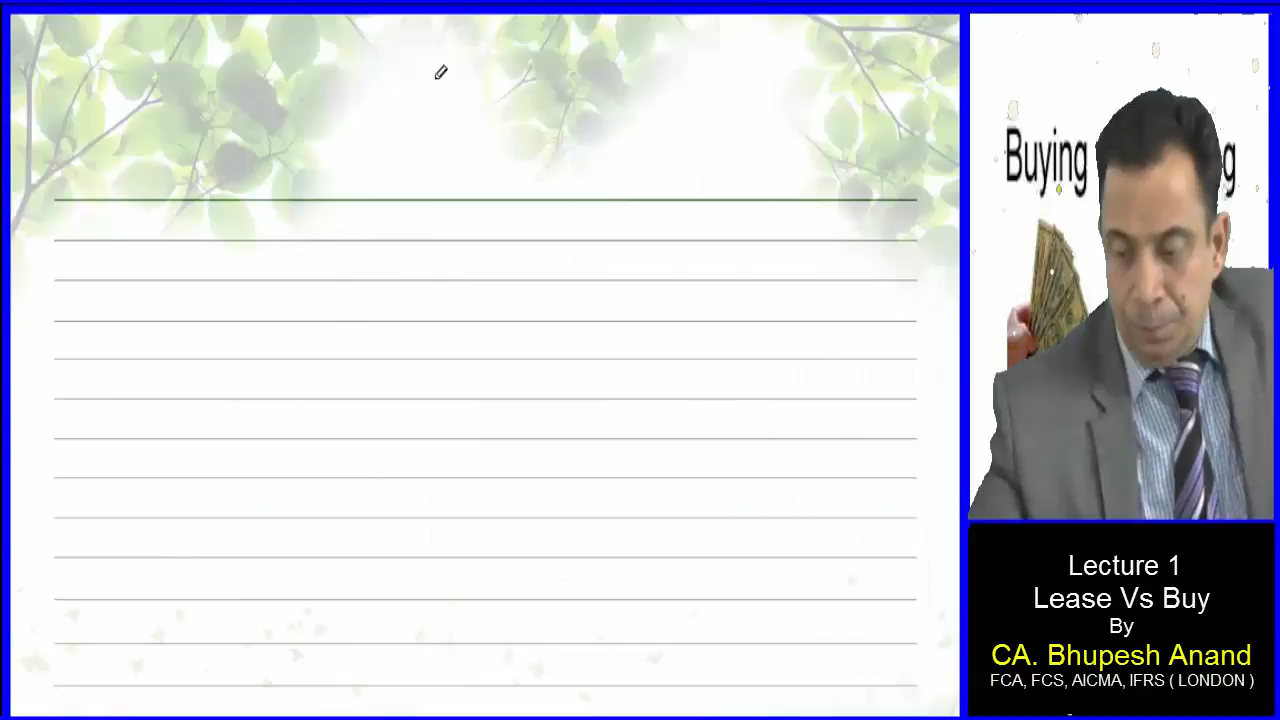 Buying
g
Lecture 1
Lease Vs Buy
By
CA. Bhupesh Anand
FCA, FCS, AICMA, IFRS ( LONDON )